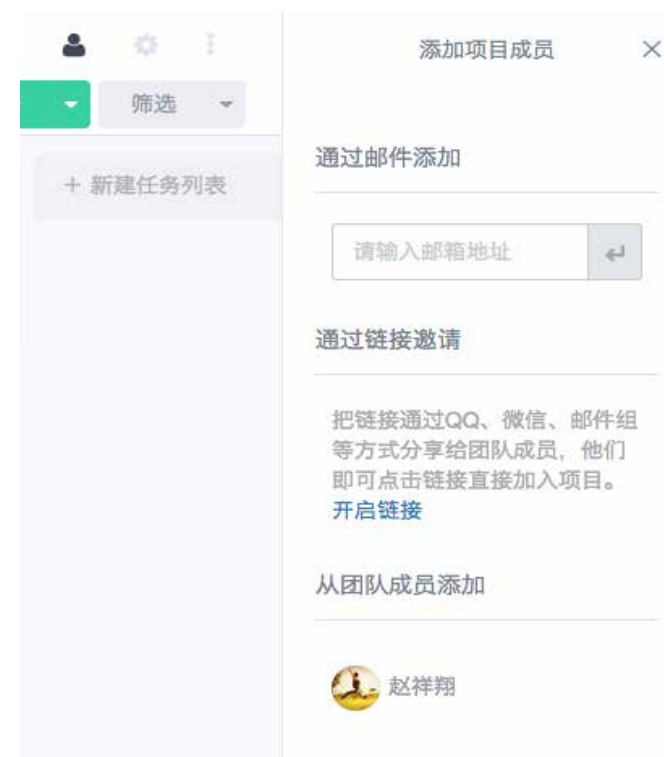 添加项目成员
筛选
+ 新建任务列表
通过邮件添加
请输入邮箱地址
通过链接邀请
把链接通过QQ、微信、邮件组
等方式分享给团队成员，他们
即可点击链接直接加入项目。
开启链接
从团队成员添加
赵祥翔